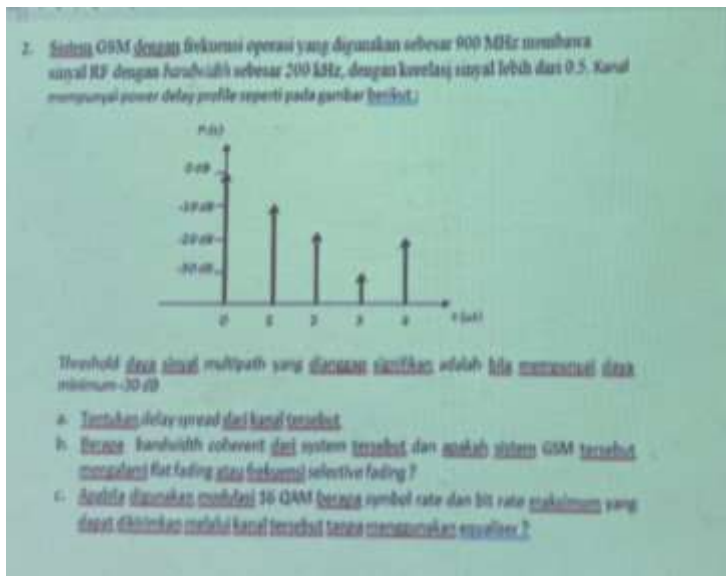 2. Sistem GSM dengan frekuensi operasi yang digunakan sebesar 900 MHz membawa
sinyal RF dengan Bandwidth sebesar 200 kHz, dengan korelasi sinyal lebih dari 0.5. Kanal
mempunyai power delay profile seperti pada gambar berikut :
0 dB
-10 dB
-20 dB
-30 dB
0 1 2 3 4
Threshold daya sinyal multipath yang dianggap signifikan adalah bila mempunyai daya
minimum -30 dB
a. Tentukan delay spread dari kanal tersebut
b. Berapa bandwidth coherent dari system tersebut dan apakah sistem GSM tersebut
mengalami flat fading atau frekuensi selective fading ?
c. Apabila digunakan modulasi 16 QAM berapa symbol rate dan bit rate maksimum yang
dapat dikirimkan melalui kanal tersebut tanpa menggunakan equaliser ?